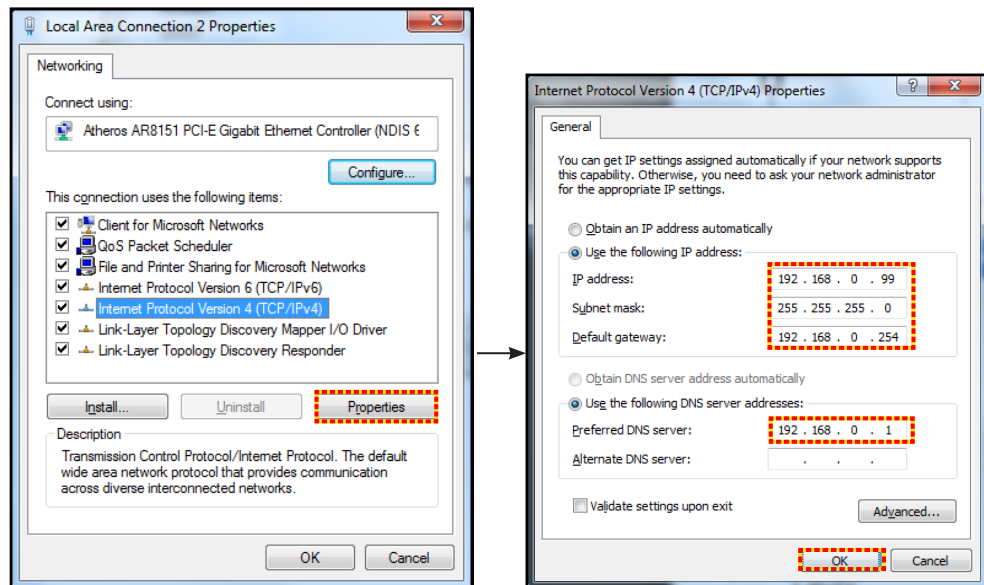 Local Area Connection 2 Properties
Networking
Connect using:
Atheros AR8151 PCI-E Gigabit Ethernet Controller (NDIS 6
Configure...
This connection uses the following items:
Client for Microsoft Networks
QoS Packet Scheduler
File and Printer Sharing for Microsoft Networks
Internet Protocol Version 6 (TCP/IPv6)
Internet Protocol Version 4 (TCP/IPv4)
Link-Layer Topology Discovery Mapper I/O Driver
Link-Layer Topology Discovery Responder
Install...
Uninstall
Properties
Description
Transmission Control Protocol/Internet Protocol. The default
wide area network protocol that provides communication
across diverse interconnected networks.
OK
Cancel
Internet Protocol Version 4 (TCP/IPv4) Properties
General
You can get IP settings assigned automatically if your network supports
this capability. Otherwise, you need to ask your network administrator
for the appropriate IP settings.
Obtain an IP address automatically
Use the following IP address:
IP address: 192 . 168 . 0 . 99
Subnet mask: 255 . 255 . 255 . 0
Default gateway: 192 . 168 . 0 . 254
Obtain DNS server address automatically
Use the following DNS server addresses:
Preferred DNS server: 192 . 168 . 0 . 1
Alternate DNS server: . . .
Validate settings upon exit
Advanced...
OK
Cancel